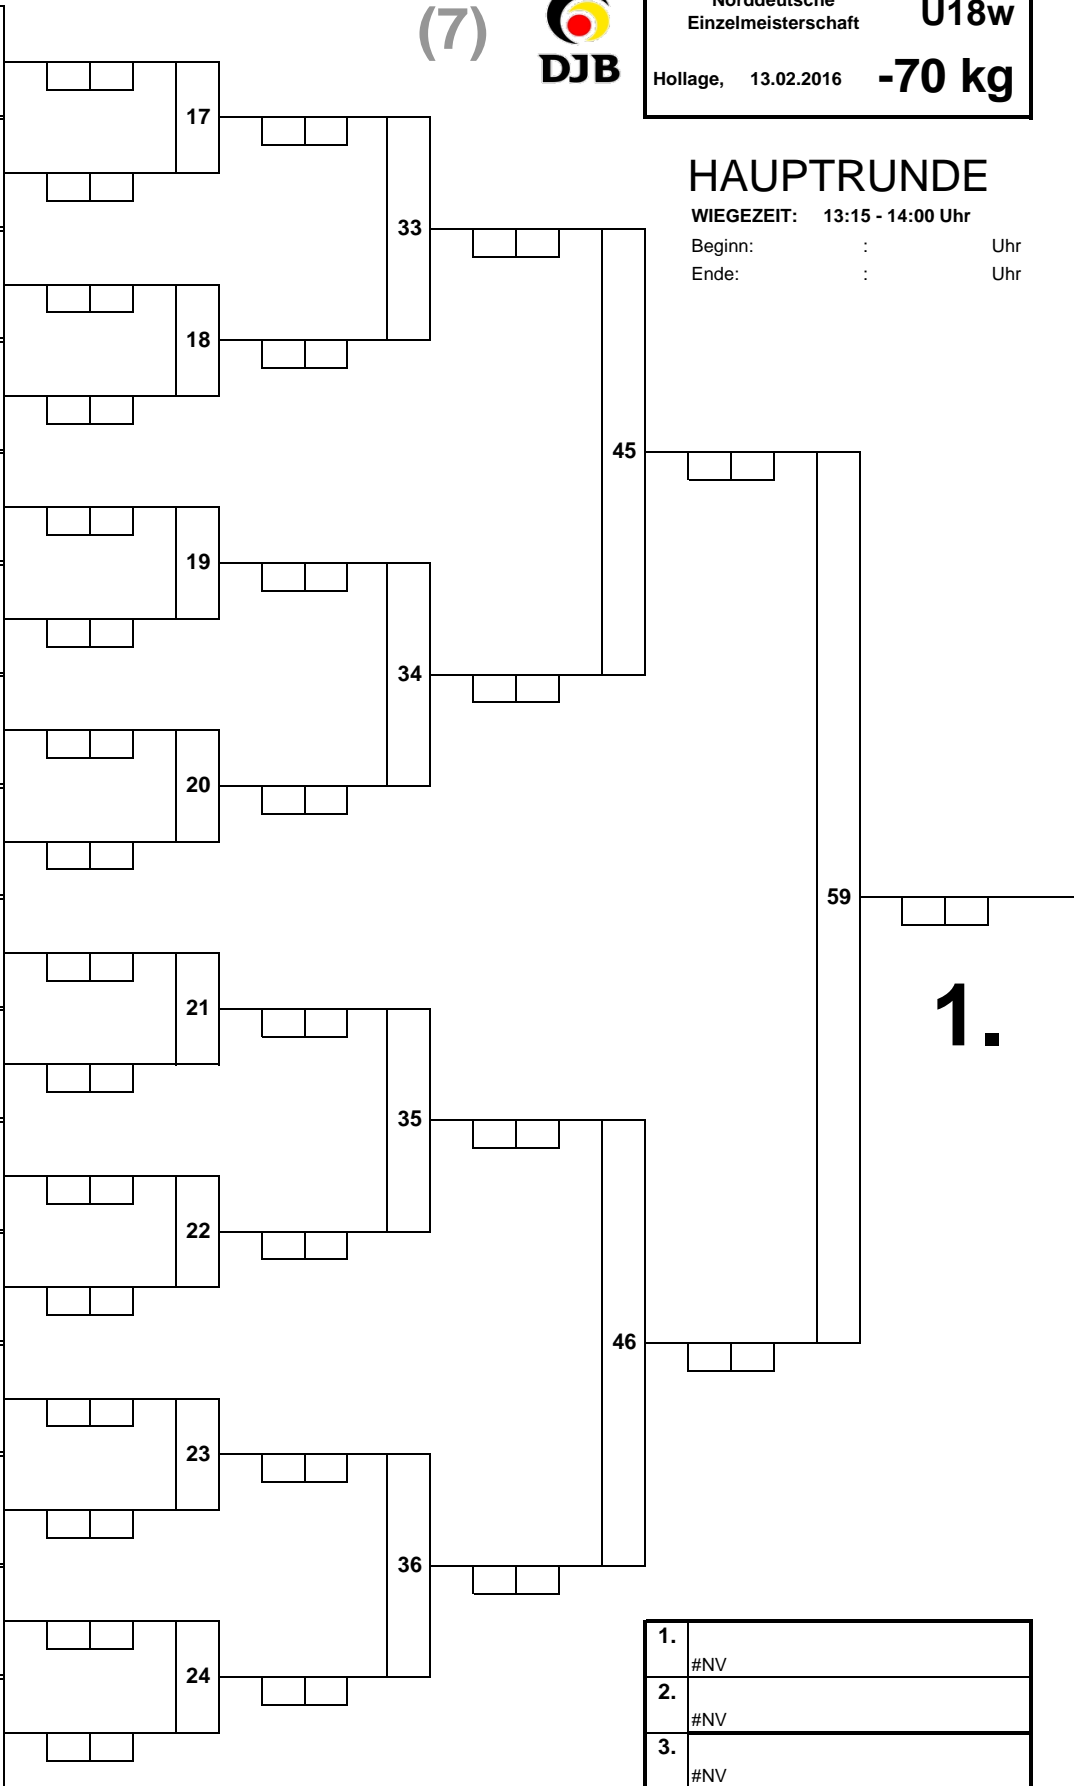 (7)
DJB
Norddeutsche
Einzelmeisterschaft
U18w
Hollage, 13.02.2016
-70 kg
HAUPTRUNDE
WIEGEZEIT: 13:15 - 14:00 Uhr
Beginn: : Uhr
Ende: : Uhr
17
33
18
45
19
34
20
59
21
1.
35
22
46
23
36
24
1.
#NV
2.
#NV
3.
#NV